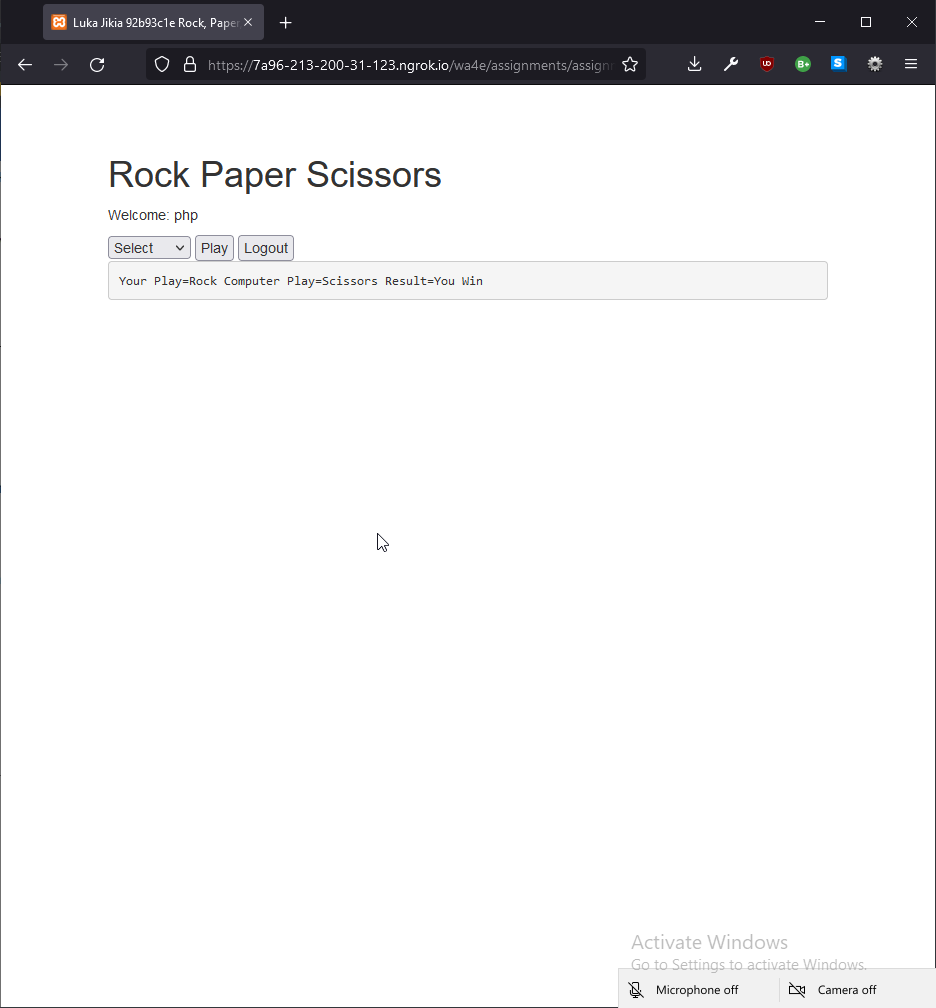 Luka Jikia 92b93c1e Rock, Paper
https://7a96-213-200-31-123.ngrok.io/wa4e/assignments/assignm
UD
B+
S
Rock Paper Scissors
Welcome: php
Select Play Logout
Your Play=Rock Computer Play=Scissors Result=You Win
Activate Windows
Go to Settings to activate Windows.
Microphone off Camera off